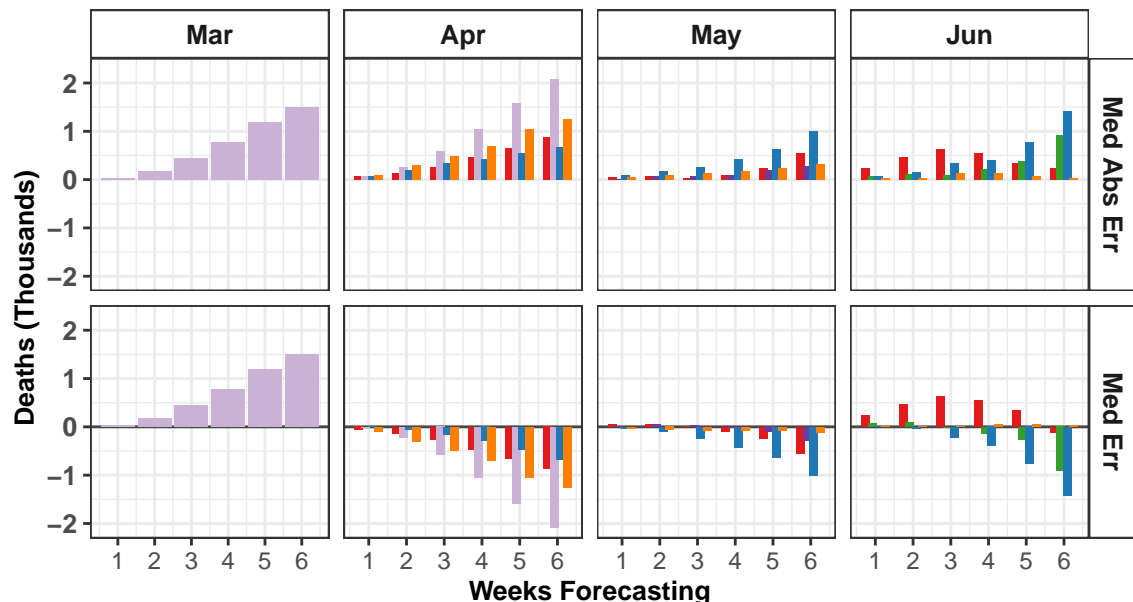 Mar Apr May Jun
2
1
0
−1
−2
Med Abs Err
2
1
0
−1
−2
Med Err
Deaths (Thousands)
1 2 3 4 5 6 1 2 3 4 5 6 1 2 3 4 5 6 1 2 3 4 5 6
Weeks Forecasting